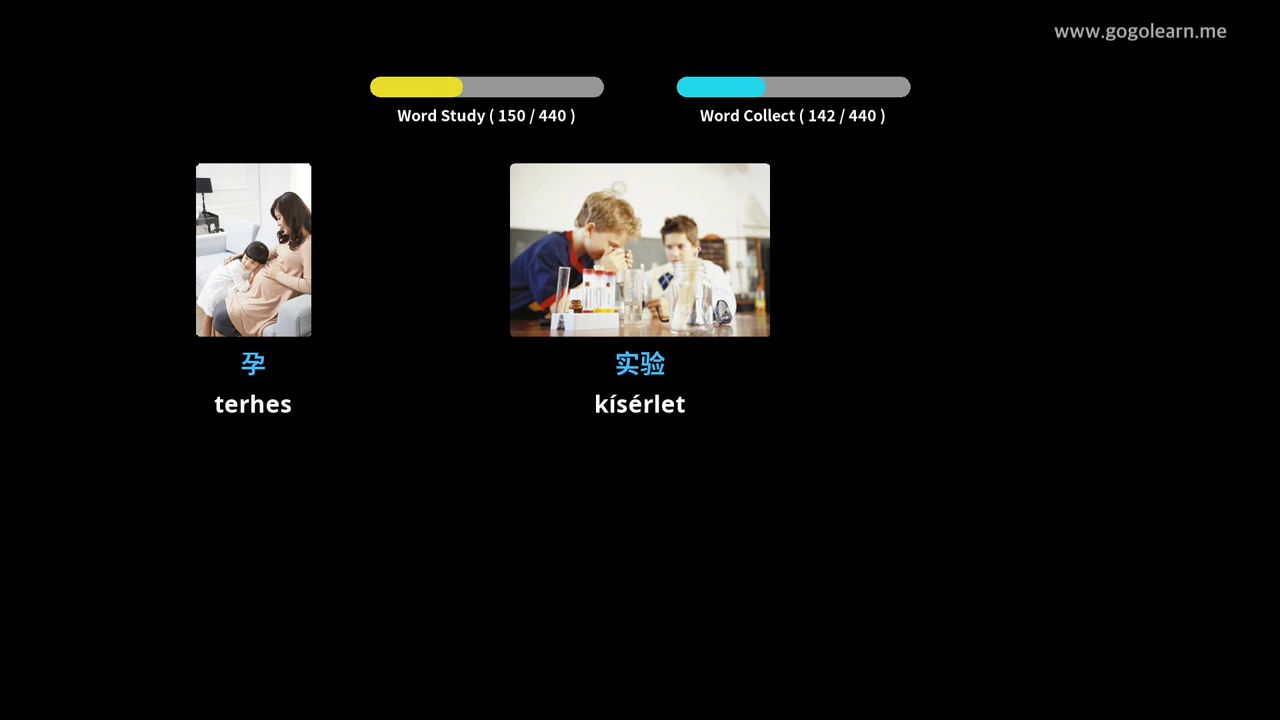 www.gogolearn.me
Word Study ( 150 / 440 )
Word Collect ( 142 / 440 )
孕
terhes
实验
kísérlet